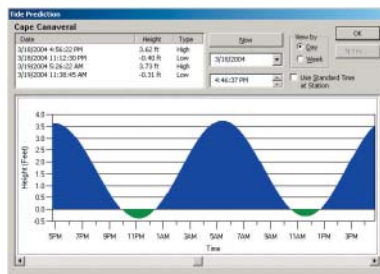 Tide Prediction
Cape Canaveral
Date Height Type
3/18/2004 4:56:22 PM 3.62 ft High
3/18/2004 11:12:30 PM -0.40 ft Low
3/19/2004 5:26:22 AM 3.73 ft High
3/19/2004 11:38:45 AM -0.31 ft Low
Now
3/18/2004
4:46:37 PM
View by
Day
Week
OK
Use Standard Time
at Station
Height (Feet)
4.0
3.5
3.0
2.5
2.0
1.5
1.0
0.5
0.0
-0.5
5PM 7PM 9PM 11PM 1AM 3AM 5AM 7AM 9AM 11AM 1PM 3PM
Time